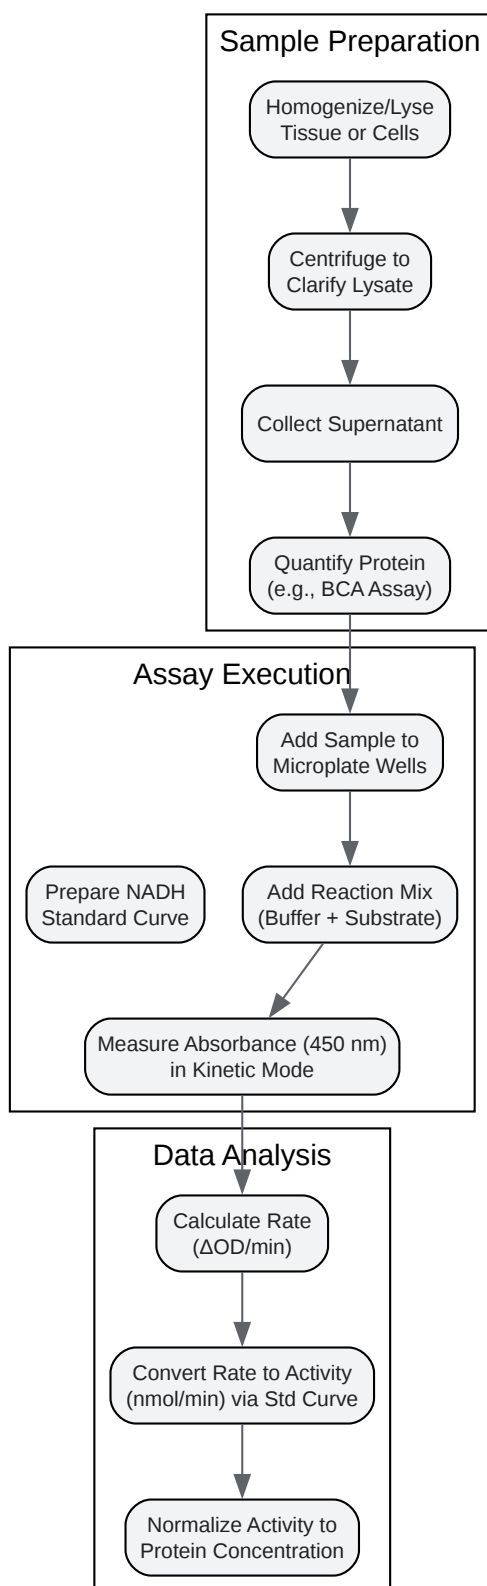 Sample Preparation
Homogenize/Lyse
Tissue or Cells
Centrifuge to
Clarify Lysate
Collect Supernatant
Quantify Protein
(e.g., BCA Assay)
Assay Execution
Add Sample to
Microplate Wells
Prepare NADH
Standard Curve
Add Reaction Mix
(Buffer + Substrate)
Measure Absorbance (450 nm)
in Kinetic Mode
Data Analysis
Calculate Rate
(ΔOD/min)
Convert Rate to Activity
(nmol/min) via Std Curve
Normalize Activity to
Protein Concentration